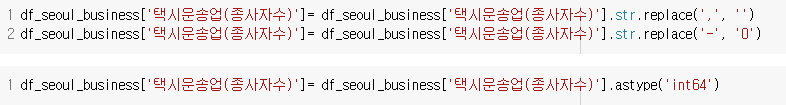 1 df_seoul_business['택시운송업(종사자수)']= df_seoul_business['택시운송업(종사자수)'].str.replace(',', '')
2 df_seoul_business['택시운송업(종사자수)']= df_seoul_business['택시운송업(종사자수)'].str.replace('-', '0')
1 df_seoul_business['택시운송업(종사자수)']= df_seoul_business['택시운송업(종사자수)'].astype('int64')